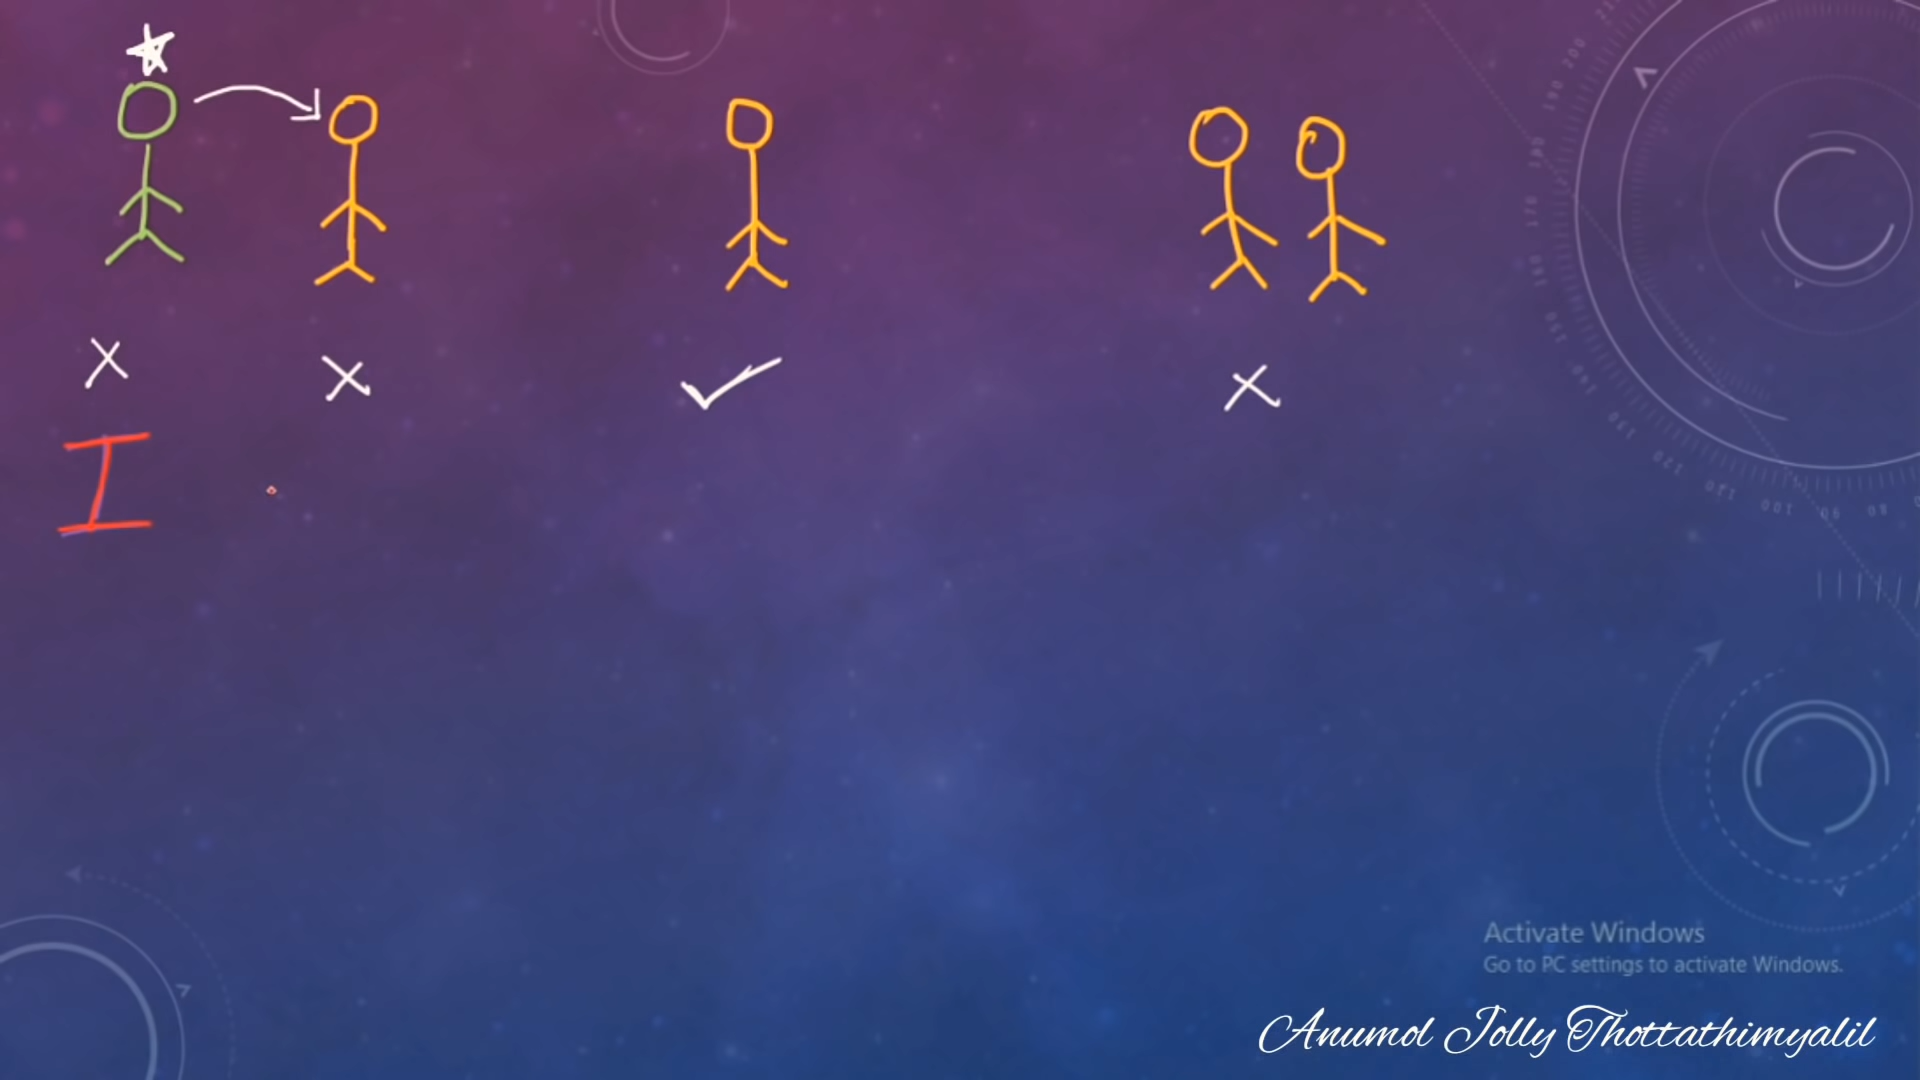 I
Activate Windows
Go to PC settings to activate Windows.
Anumol Jolly Thottathimyalil